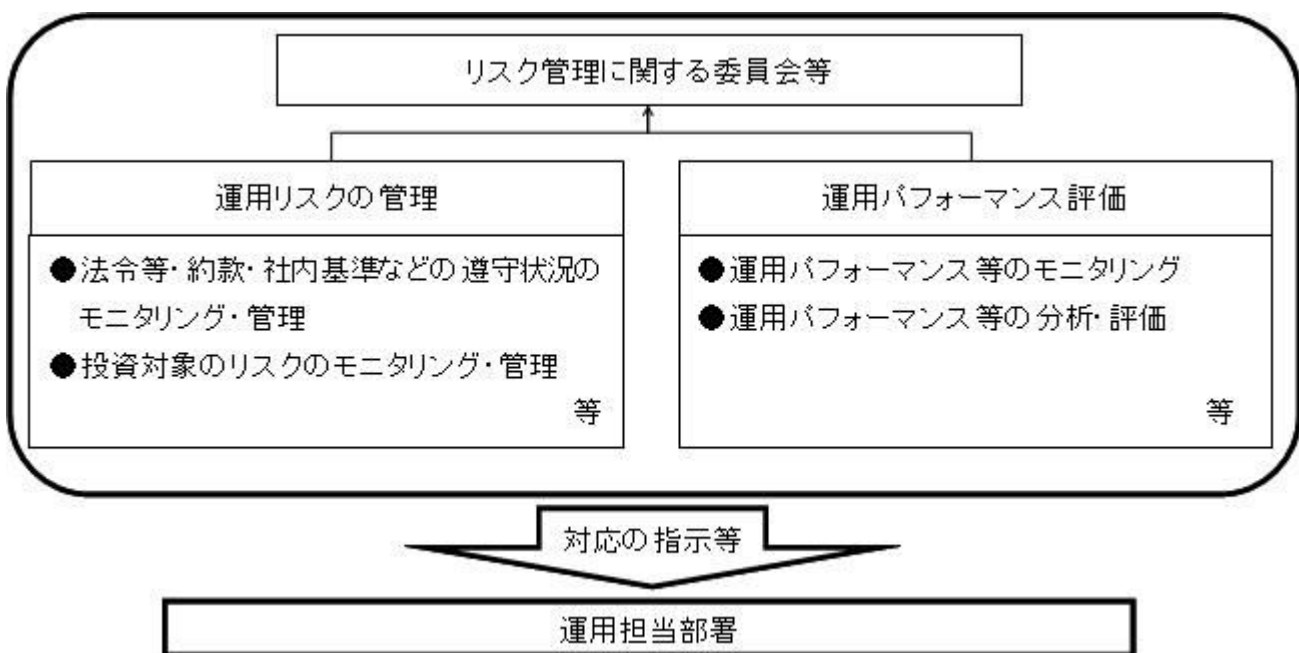 リスク管理に関する委員会等
運用リスクの管理
●法令等・約款・社内基準などの遵守状況の
モニタリング・管理
●投資対象のリスクのモニタリング・管理
等
運用パフォーマンス評価
●運用パフォーマンス等のモニタリング
●運用パフォーマンス等の分析・評価
等
対応の指示等
運用担当部署